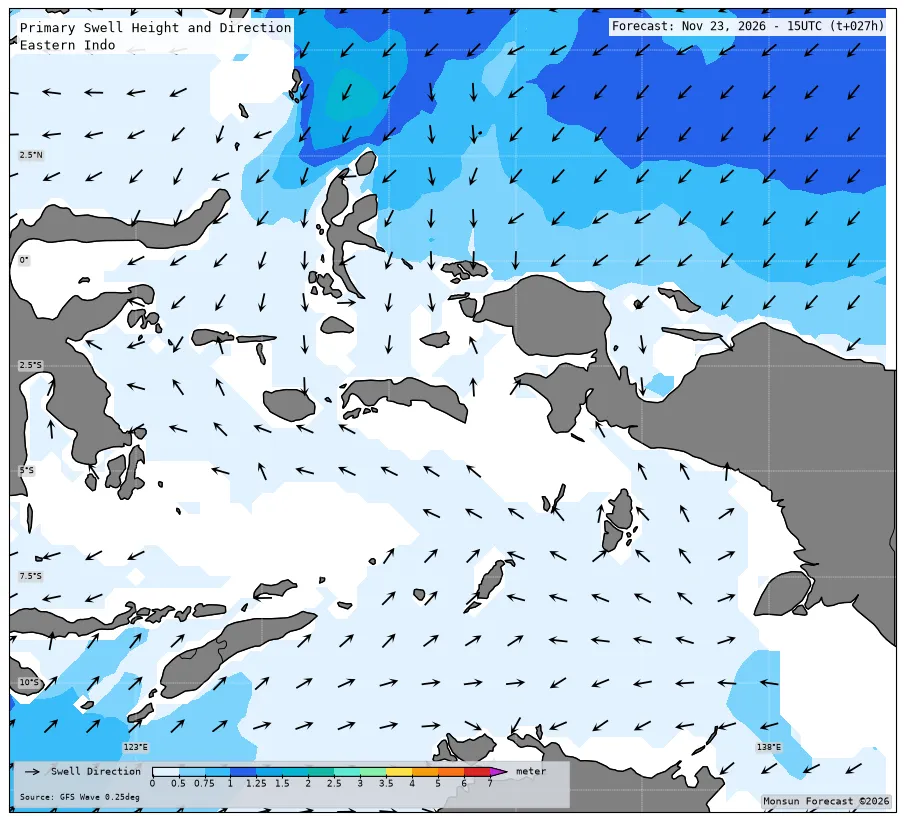 Primary Swell Height and Direction
Eastern Indo
Forecast: Nov 23, 2026 - 15UTC (t+027h)
2.5°N
0°
2.5°S
5°S
7.5°S
10°S
123°E
138°E
Swell Direction
meter
0 0.5 0.75 1 1.25 1.5 2 2.5 3 3.5 4 5 6 7
Source: GFS Wave 0.25deg
Monsun Forecast ©2026